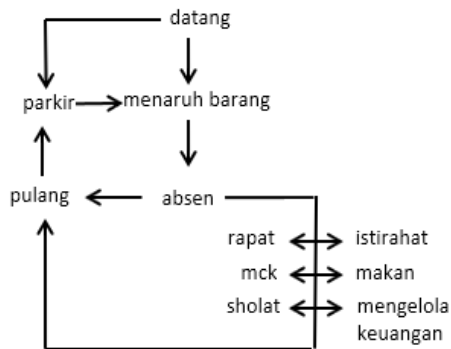 datang
parkir menaruh barang
pulang absen
rapat istirahat
mck makan
sholat mengelola
keuangan